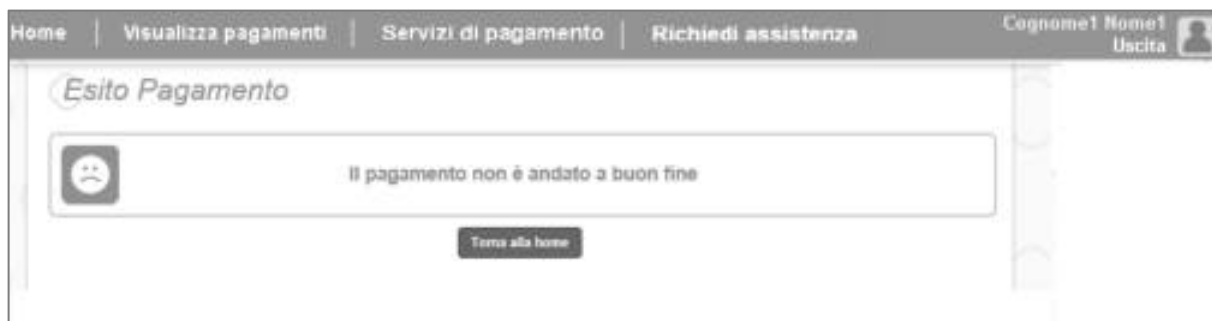 Home | Visualizza pagamenti | Servizi di pagamento | Richiedi assistenza
Cognome1 Nome1
Uscita
Esito Pagamento
Il pagamento non è andato a buon fine
Torna alla home